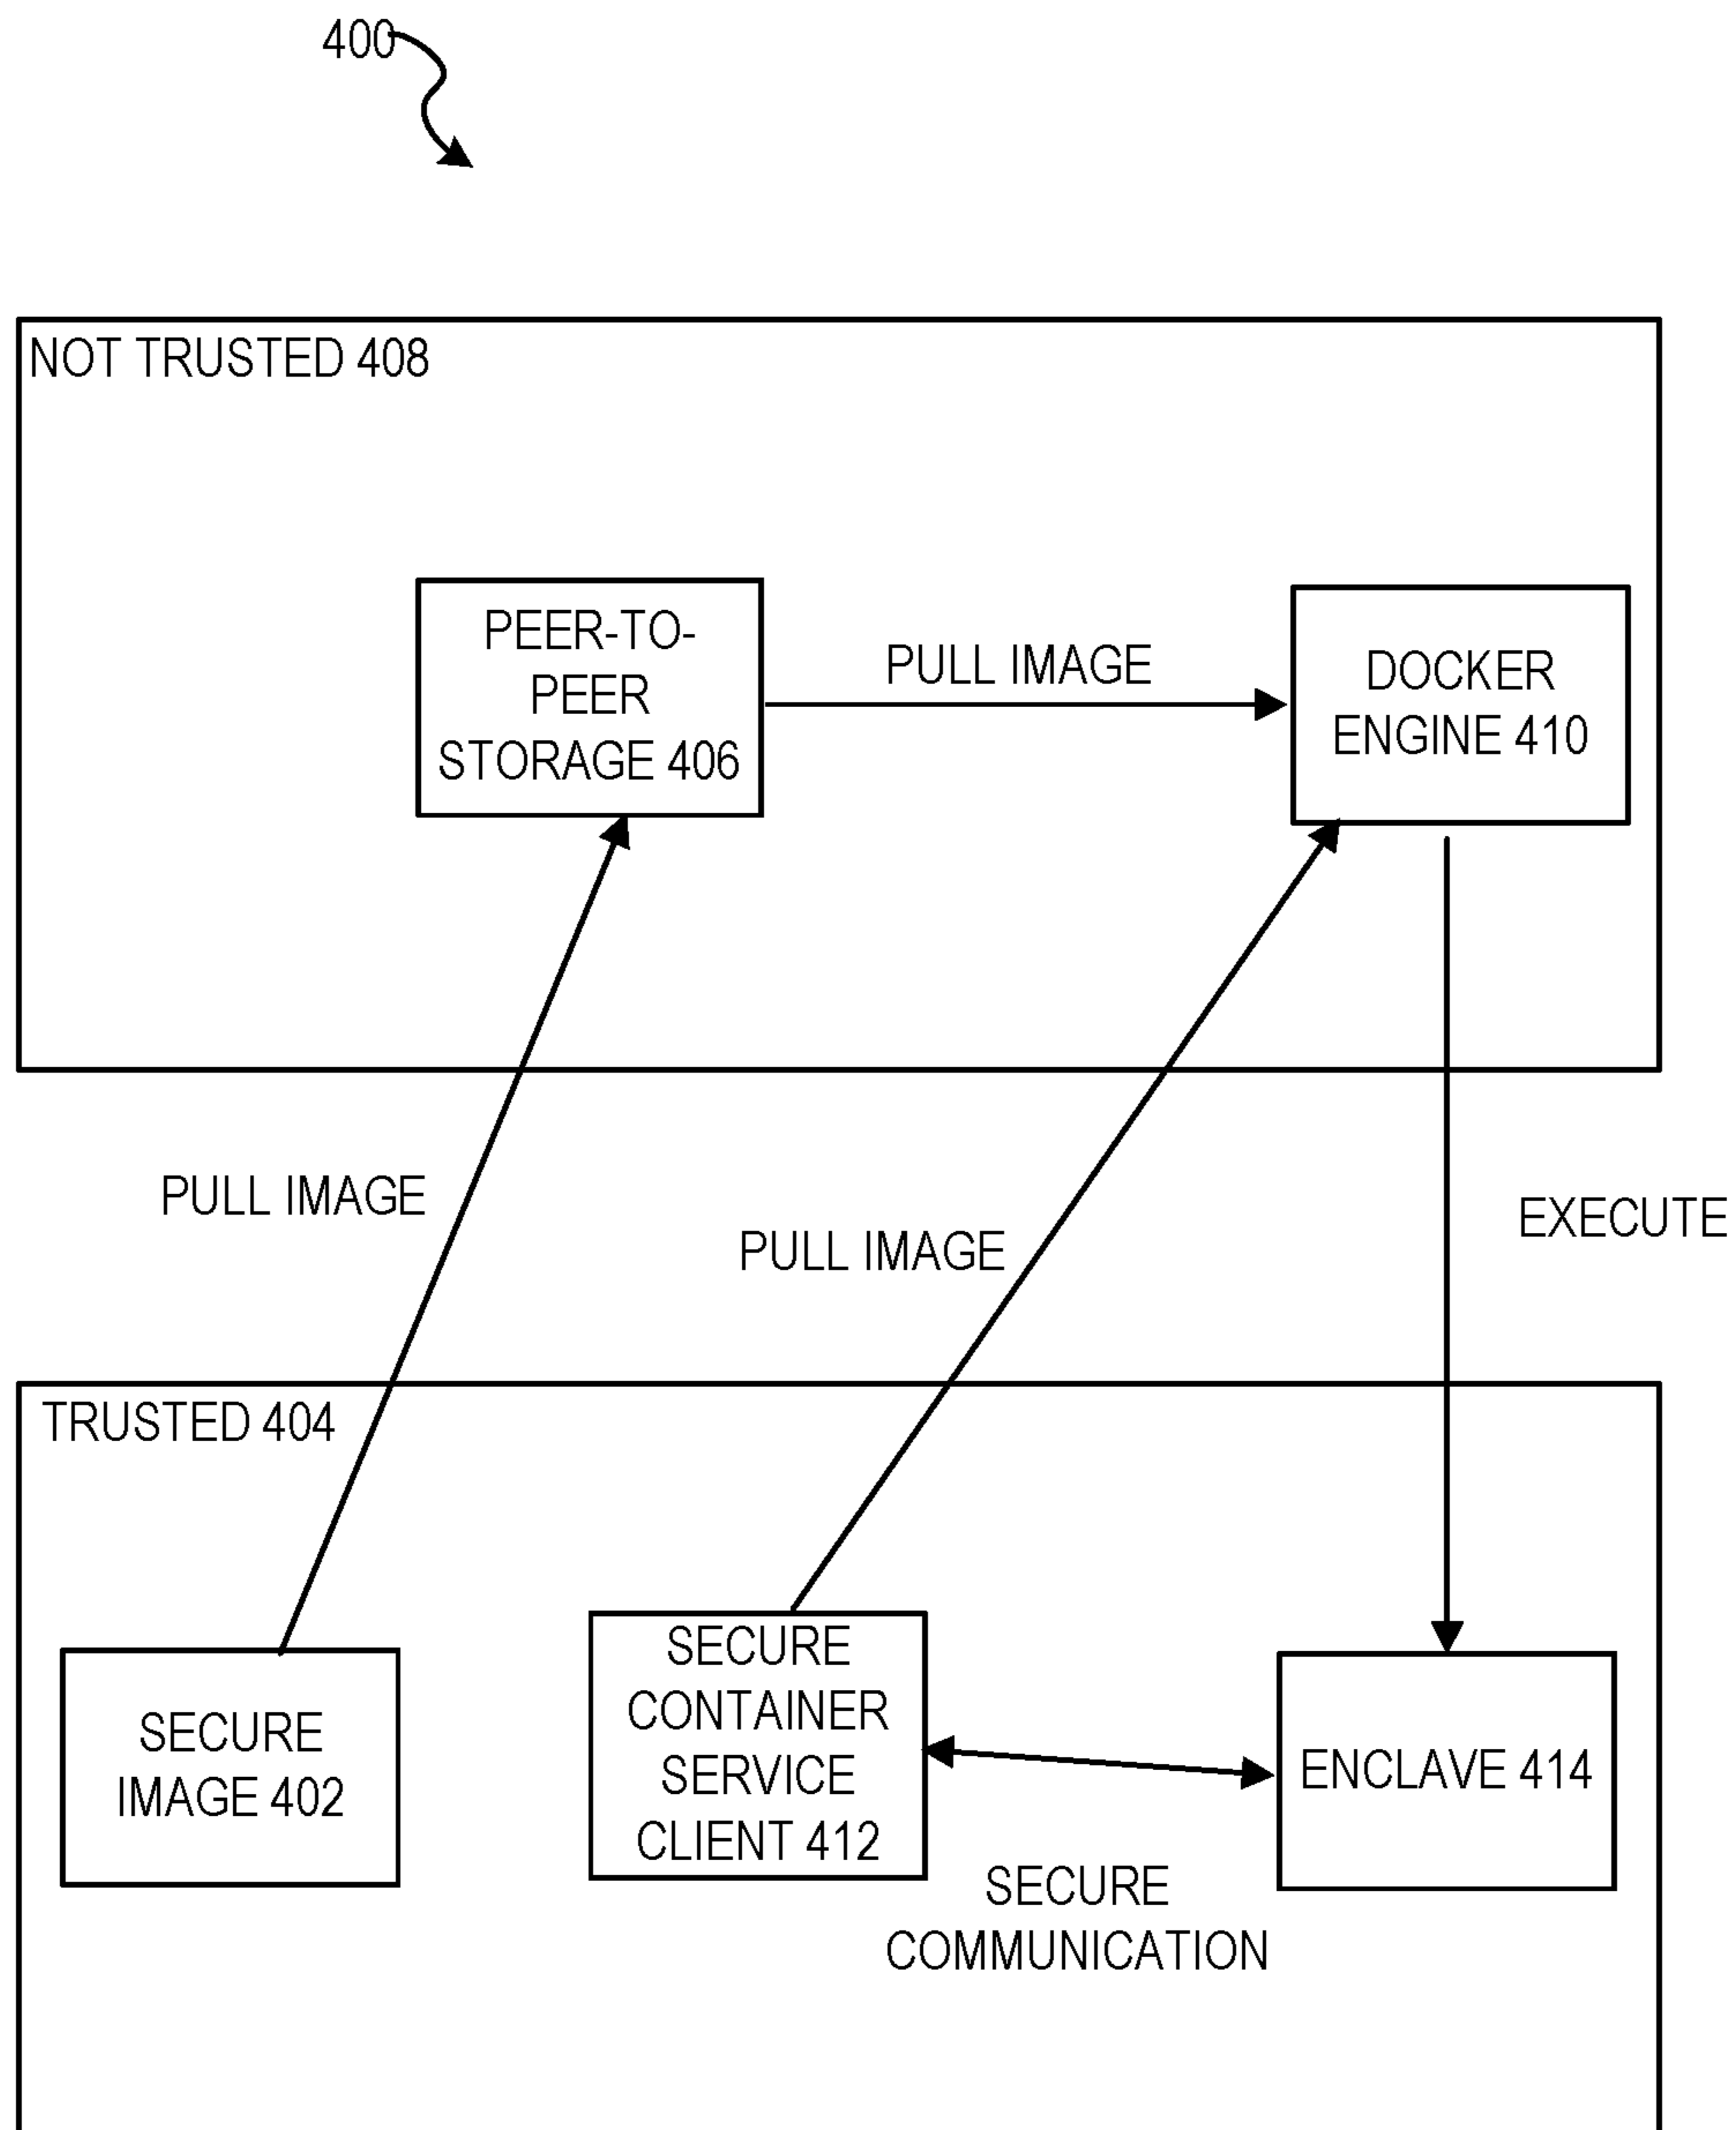 400
NOT TRUSTED 408
PEER-TO-
PEER
STORAGE 406
PULL IMAGE
DOCKER
ENGINE 410
PULL IMAGE
PULL IMAGE
EXECUTE
TRUSTED 404
SECURE
IMAGE 402
SECURE
CONTAINER
SERVICE
CLIENT 412
ENCLAVE 414
SECURE
COMMUNICATION